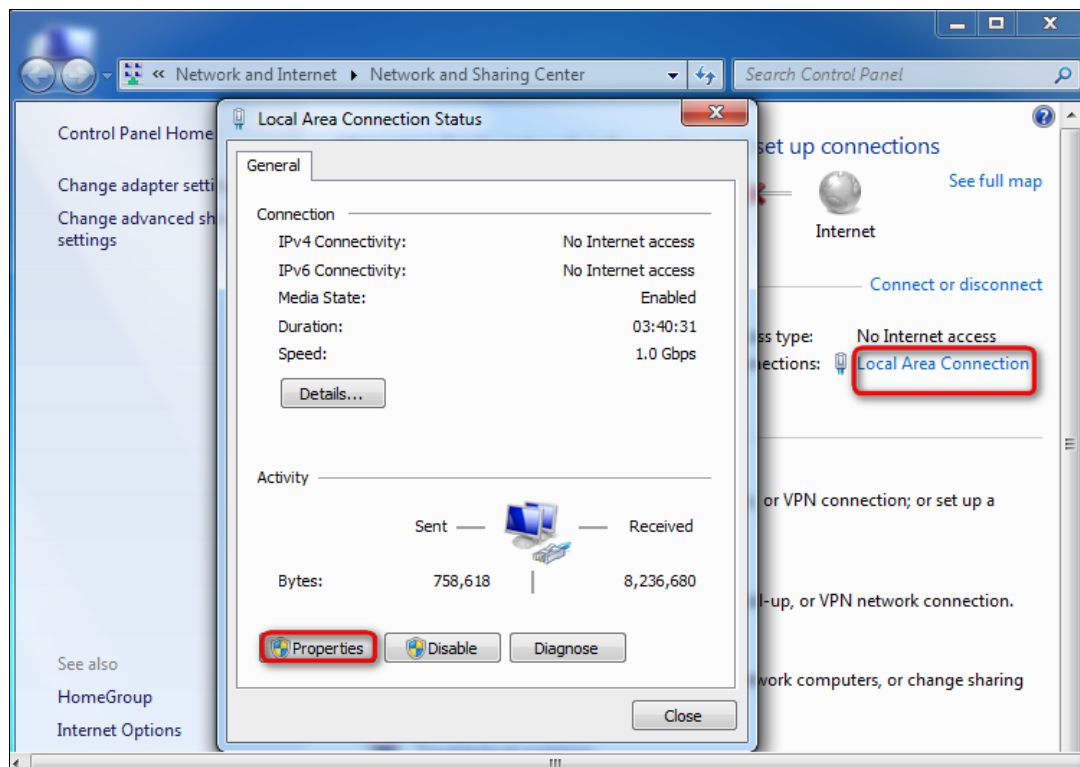 « Network and Internet ▸ Network and Sharing Center
Search Control Panel
Control Panel Home
Change adapter setti
Change advanced sh
settings
See also
HomeGroup
Internet Options
Local Area Connection Status
General
Connection
IPv4 Connectivity: No Internet access
IPv6 Connectivity: No Internet access
Media State: Enabled
Duration: 03:40:31
Speed: 1.0 Gbps
Details...
Activity
Sent — — Received
Bytes: 758,618 | 8,236,680
Properties Disable Diagnose
Close
set up connections
See full map
Internet
Connect or disconnect
ss type: No Internet access
nections: Local Area Connection
or VPN connection; or set up a
l-up, or VPN network connection.
work computers, or change sharing